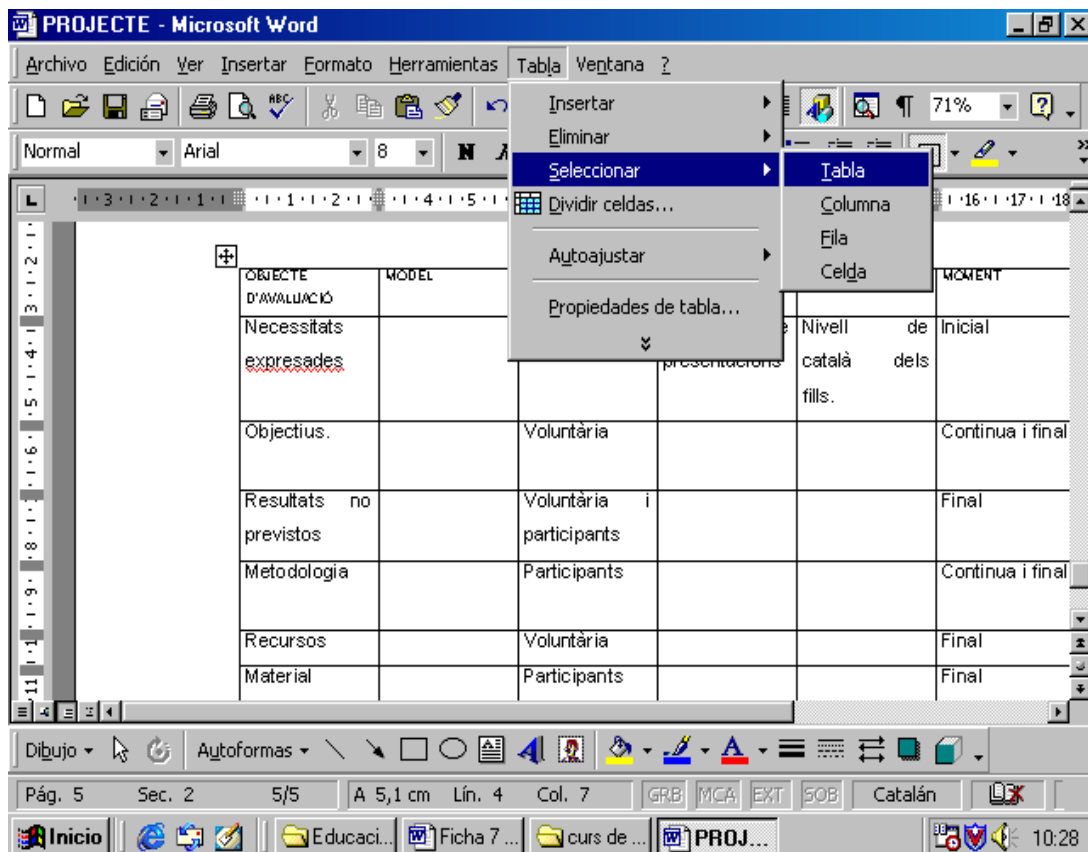 PROJECTE - Microsoft Word
Archivo Edición Ver Insertar Formato Herramientas Tabla Ventana ?
71%
Normal Arial 8 N
Insertar
Eliminar
Seleccionar
Dividir celdas...
Autoajustar
Propiedades de tabla...
Tabla
Columna
Fila
Celda
OBJECTE D'AVALUACIÓ MODEL MOMENT
Necessitats expresades presentacions Nivell de català dels fills. Inicial
Objectius. Voluntària Continua i final
Resultats no previstos Voluntària i participants Final
Metodologia Participants Continua i final
Recursos Voluntària Final
Material Participants Final
Dibujo Autoformas
Pág. 5 Sec. 2 5/5 A 5,1 cm Lín. 4 Col. 7 GRB MCA EXT SOB Catalán
Inicio Educaci... Ficha 7 ... curs de ... PROJ... 10:28